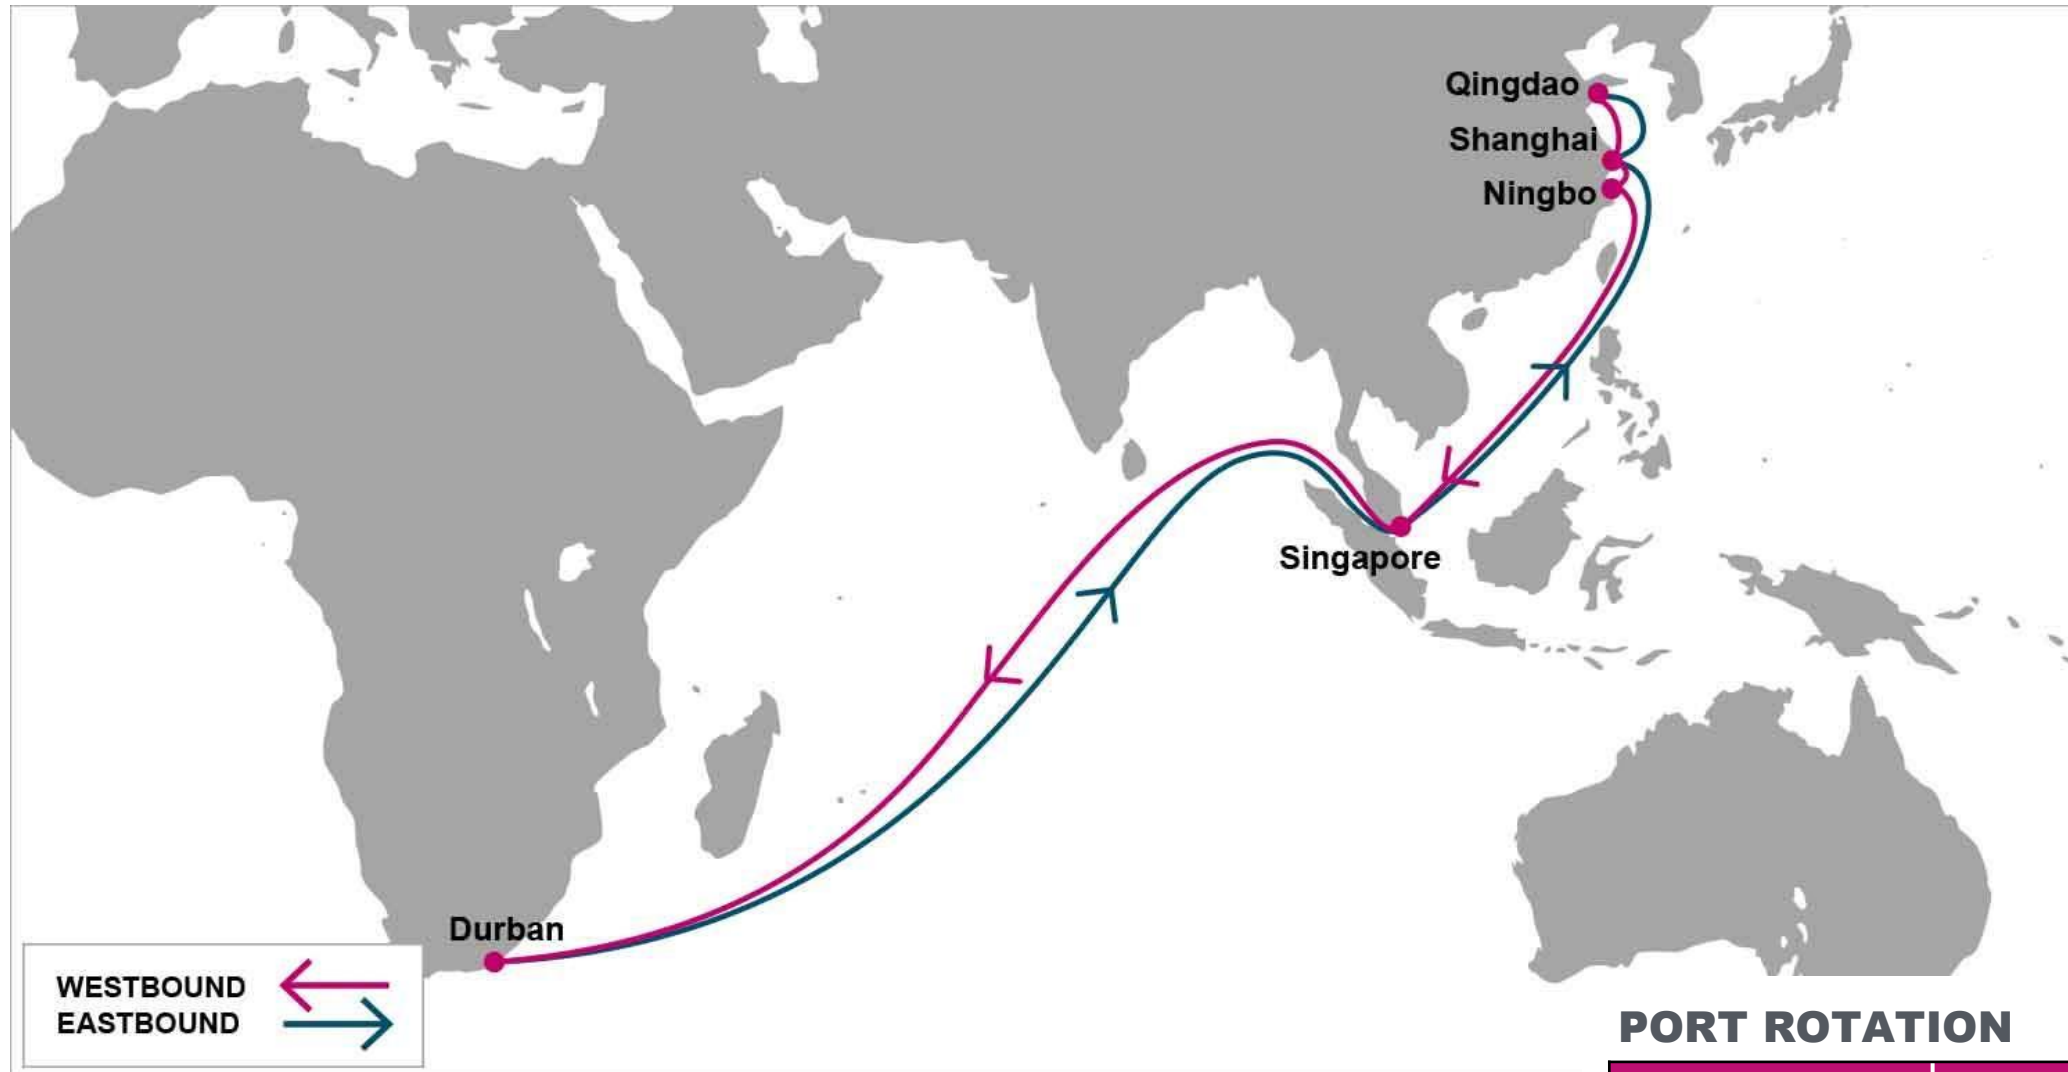 Qingdao
Shanghai
Ningbo
Singapore
Durban
WESTBOUND
EASTBOUND
PORT ROTATION